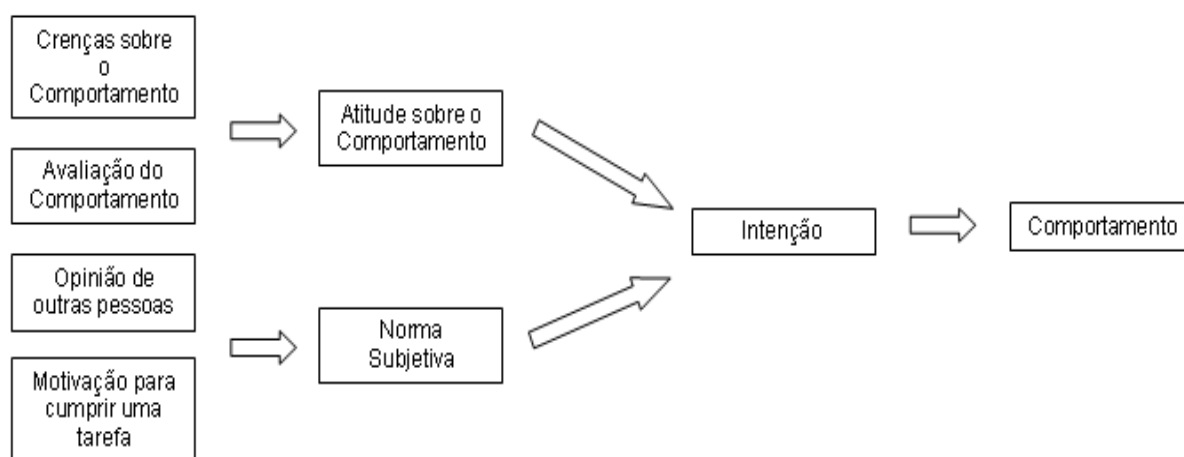 Crenças sobre
o
Comportamento
Avaliação do
Comportamento
Opinião de
outras pessoas
Motivação para
cumprir uma
tarefa
Atitude sobre o
Comportamento
Norma
Subjetiva
Intenção
Comportamento